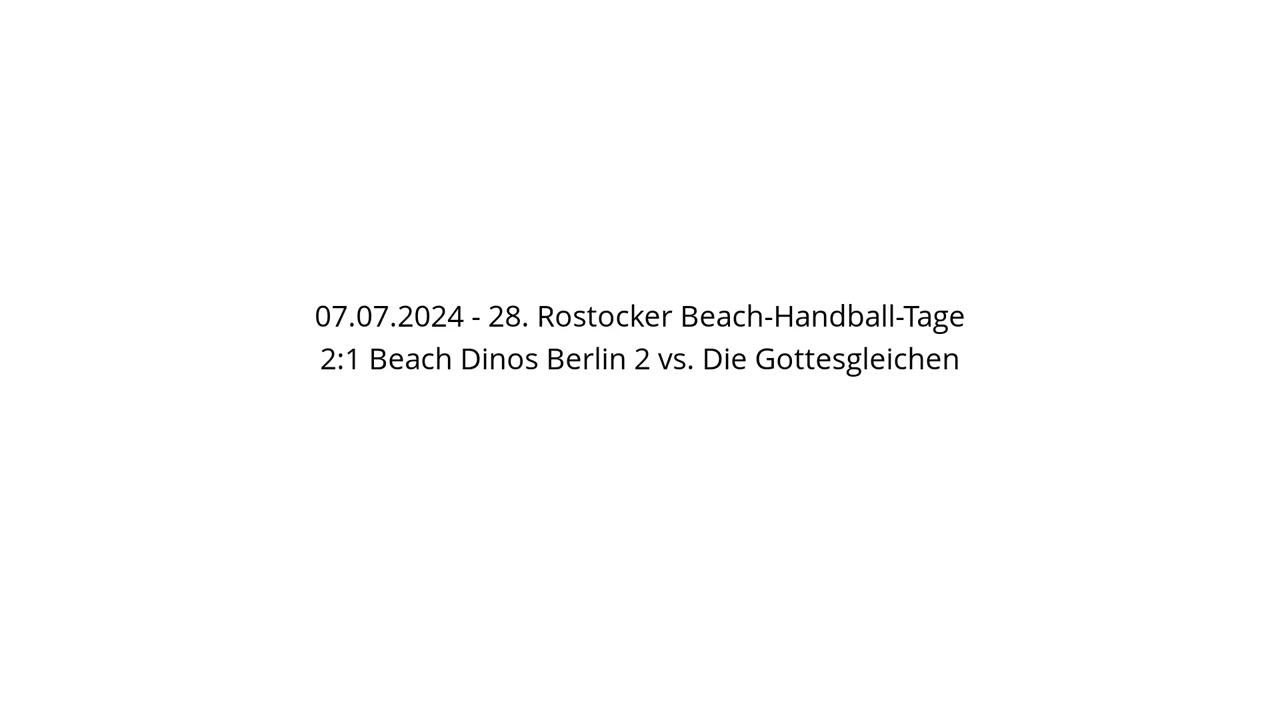 07.07.2024 - 28. Rostocker Beach-Handball-Tage
2:1 Beach Dinos Berlin 2 vs. Die Gottesgleichen